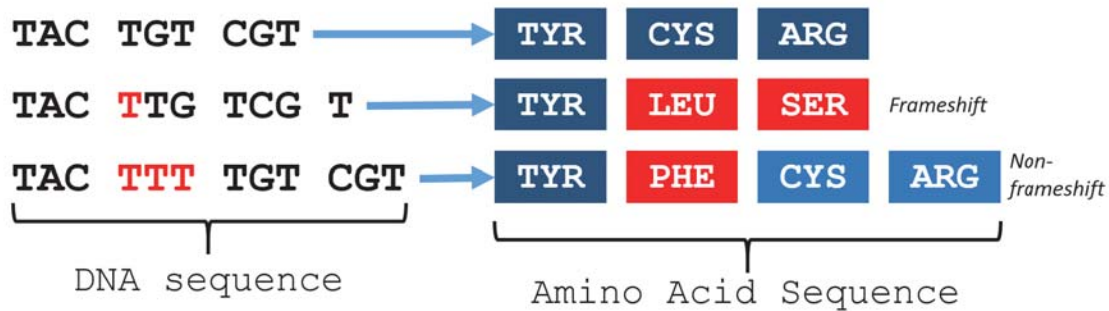 TAC TGT CGT TYR CYS ARG
TAC TTG TCG T TYR LEU SER Frameshift
TAC TTT TGT CGT TYR PHE CYS ARG Non-
frameshift
DNA sequence
Amino Acid Sequence